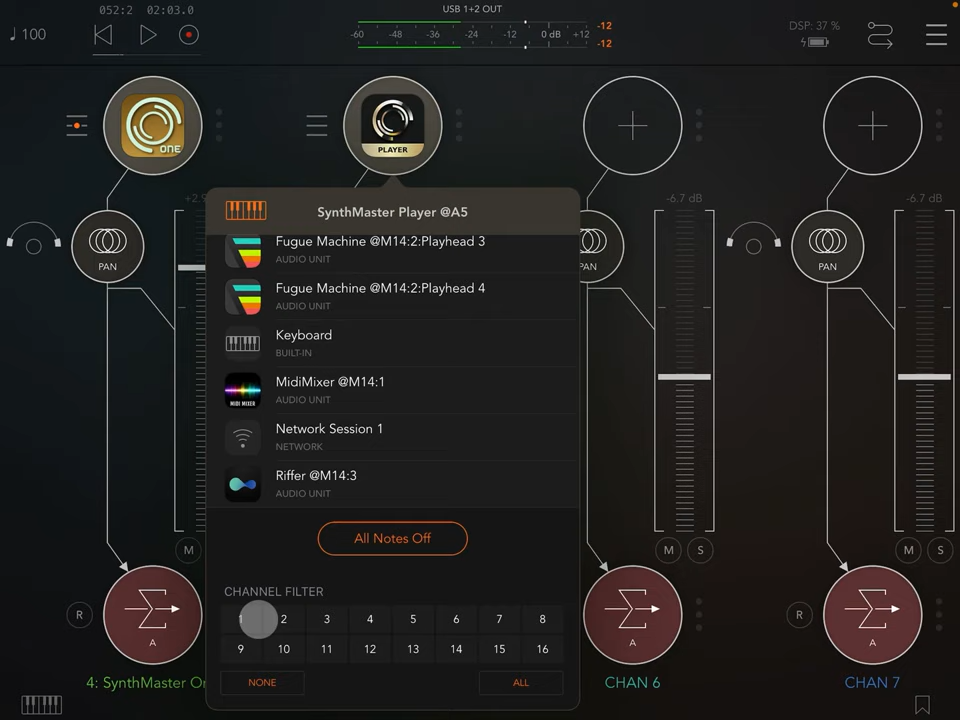 052:2 02:03.0
USB 1+2 OUT
♩100
-60 -48 -36 -24 -12 0 dB +12
-12
-12
DSP: 37 %
ONE
PLAYER
+2.9
-6.7 dB
-6.7 dB
SynthMaster Player @A5
Fugue Machine @M14:2:Playhead 3
AUDIO UNIT
Fugue Machine @M14:2:Playhead 4
AUDIO UNIT
Keyboard
BUILT-IN
MIDI MIXER
MidiMixer @M14:1
AUDIO UNIT
Network Session 1
NETWORK
Riffer @M14:3
AUDIO UNIT
All Notes Off
CHANNEL FILTER
1 2 3 4 5 6 7 8
9 10 11 12 13 14 15 16
NONE ALL
PAN
PAN
PAN
M
M S
M S
R
R
A
A
A
4: SynthMaster On
CHAN 6
CHAN 7